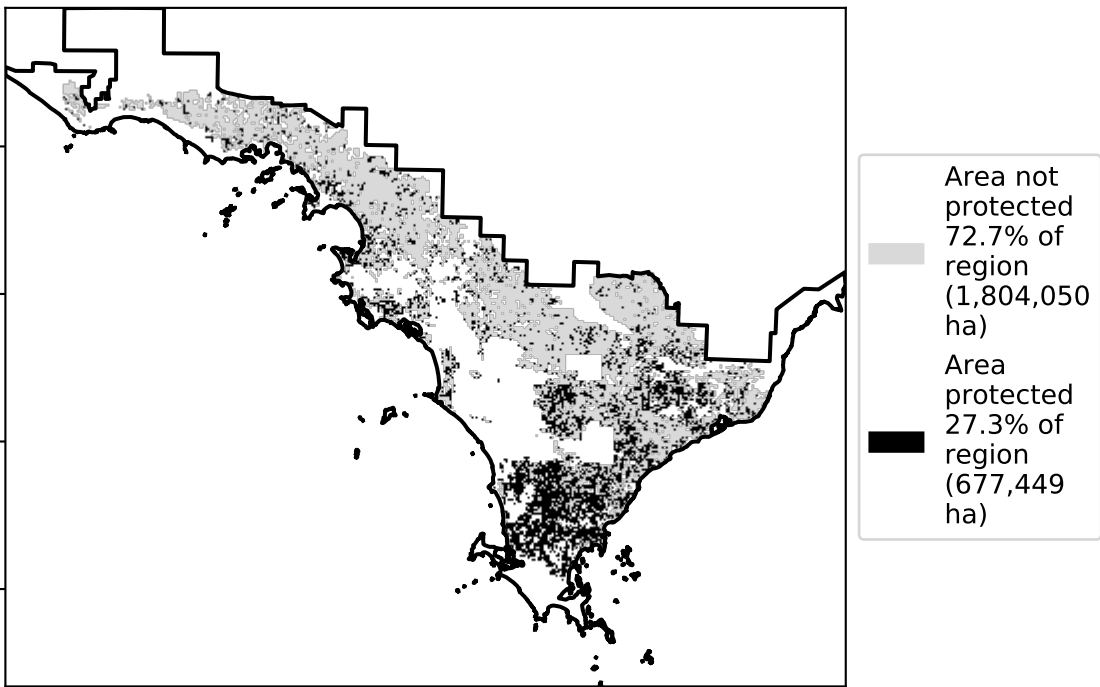 Area not
protected
72.7% of
region
(1,804,050
ha)
Area
protected
27.3% of
region
(677,449
ha)